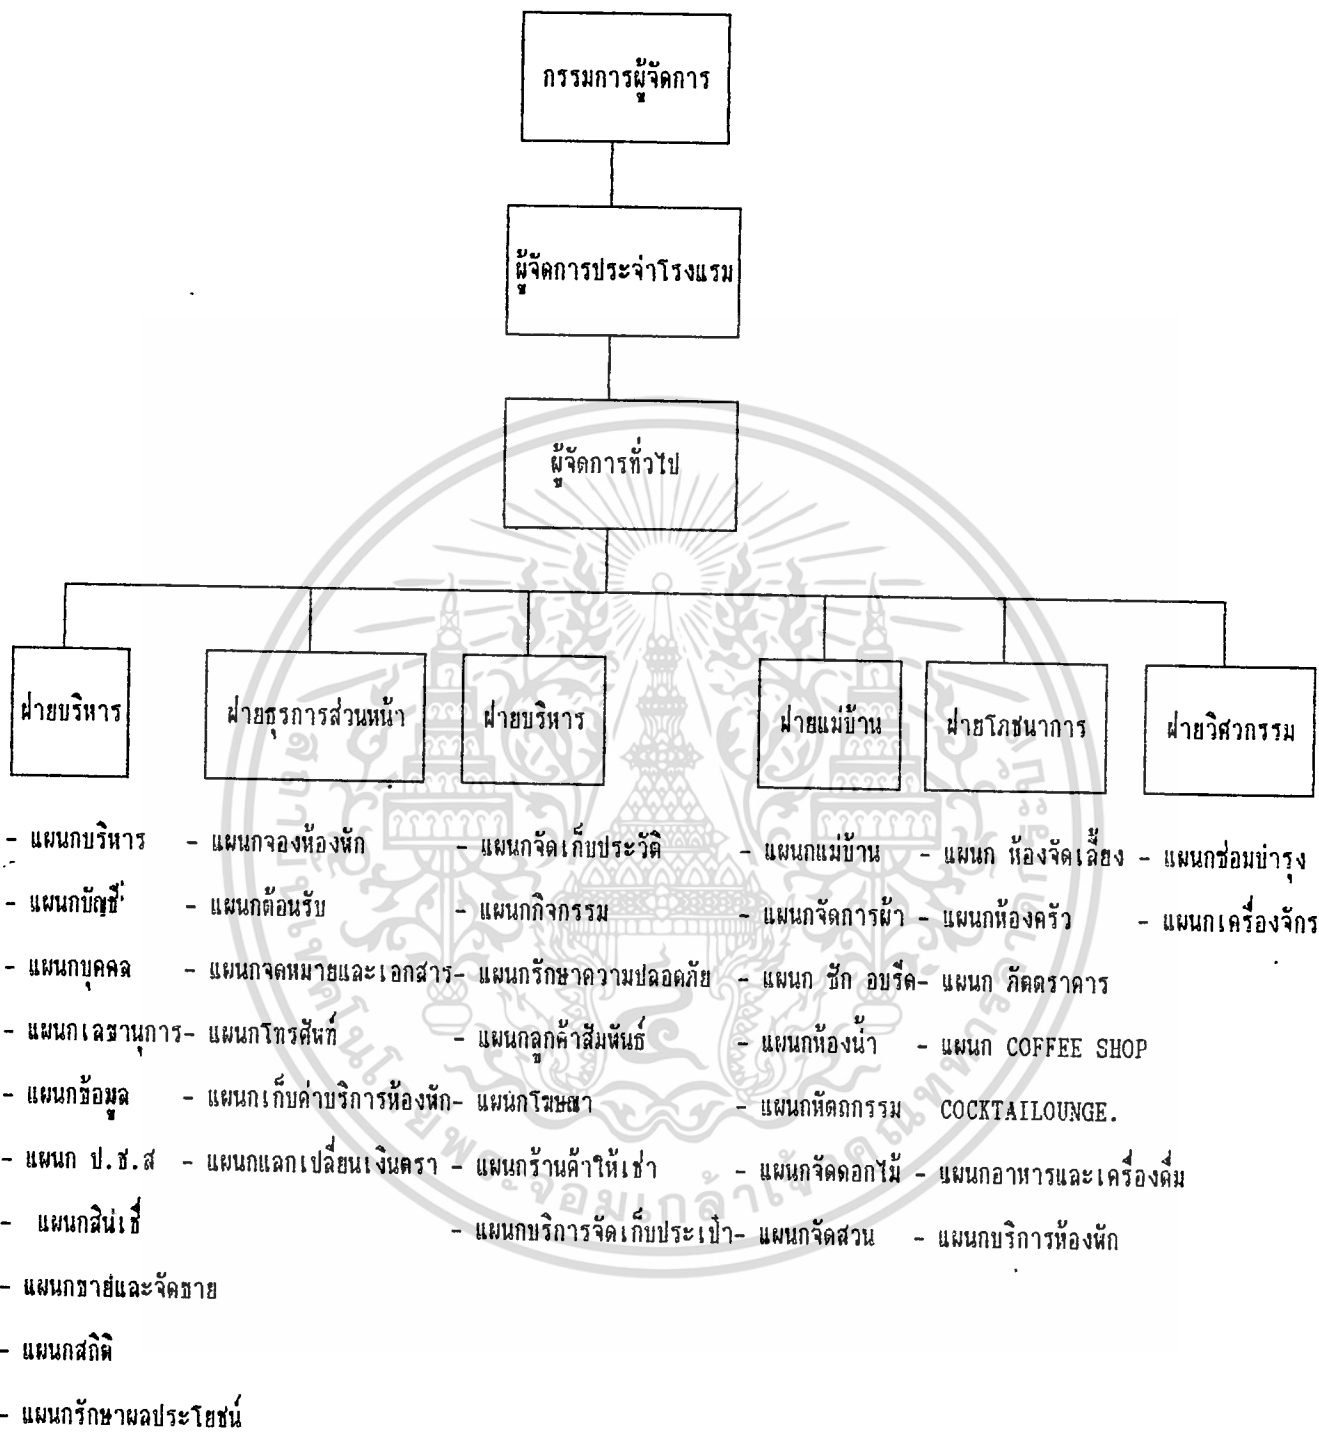 กรรมการผู้จัดการ
ผู้จัดการประจำโรงแรม
ผู้จัดการทั่วไป
ฝ่ายบริหาร
ฝ่ายธุรการส่วนหน้า
ฝ่ายบริหาร
ฝ่ายแม่บ้าน
ฝ่ายโภชนาการ
ฝ่ายวิศวกรรม
- แผนกบริหาร
- แผนกบัญชี
- แผนกบุคคล
- แผนกเลขานุการ
- แผนกข้อมูล
- แผนก ป.ช.ส
- แผนกสินเชื่
- แผนกขายและจัดขาย
- แผนกสถิติ
- แผนกรักษาผลประโยชน์
- แผนกจองห้องพัก
- แผนกต้อนรับ
- แผนกจดหมายและเอกสาร
- แผนกโทรศัพท์
- แผนกเก็บค่าบริการห้องพัก
- แผนกแลกเปลี่ยนเงินตรา
- แผนกจัดเก็บประวัติ
- แผนกกิจกรรม
- แผนกรักษาความปลอดภัย
- แผนกลูกค้าสัมพันธ์
- แผนกโฆษณา
- แผนกร้านค้าให้เช่า
- แผนกบริการจัดเก็บประเป๋า
- แผนกแม่บ้าน
- แผนกจัดการผ้า
- แผนก ซัก อบรีด
- แผนกห้องน้ำ
- แผนกหัตถกรรม
- แผนกจัดดอกไม้
- แผนกจัดสวน
- แผนก ห้องจัดเลี้ยง
- แผนกห้องครัว
- แผนก ภัตตราคาร
- แผนก COFFEE SHOP
COCKTAILOUNGE.
- แผนกอาหารและเครื่องดื่ม
- แผนกบริการห้องพัก
- แผนกซ่อมบำรุง
- แผนกเครื่องจักร